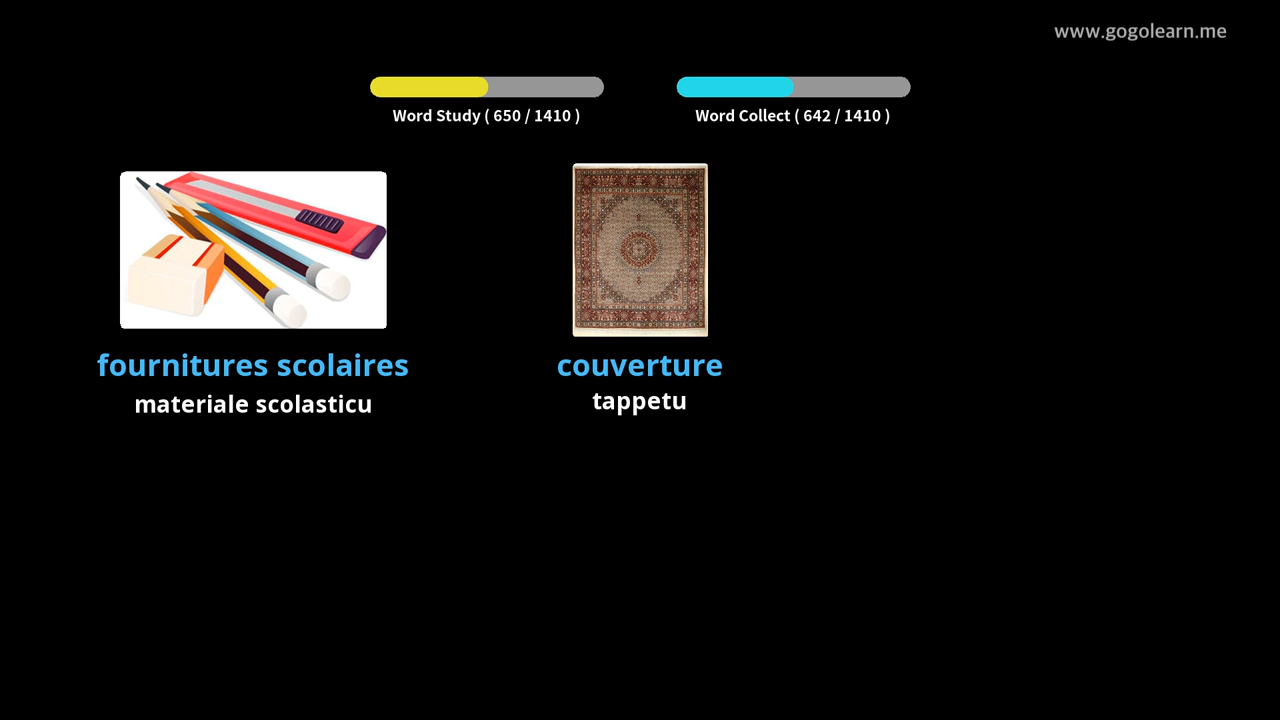 www.gogolearn.me
Word Study ( 650 / 1410 )
Word Collect ( 642 / 1410 )
fournitures scolaires
materiale scolasticu
couverture
tappetu